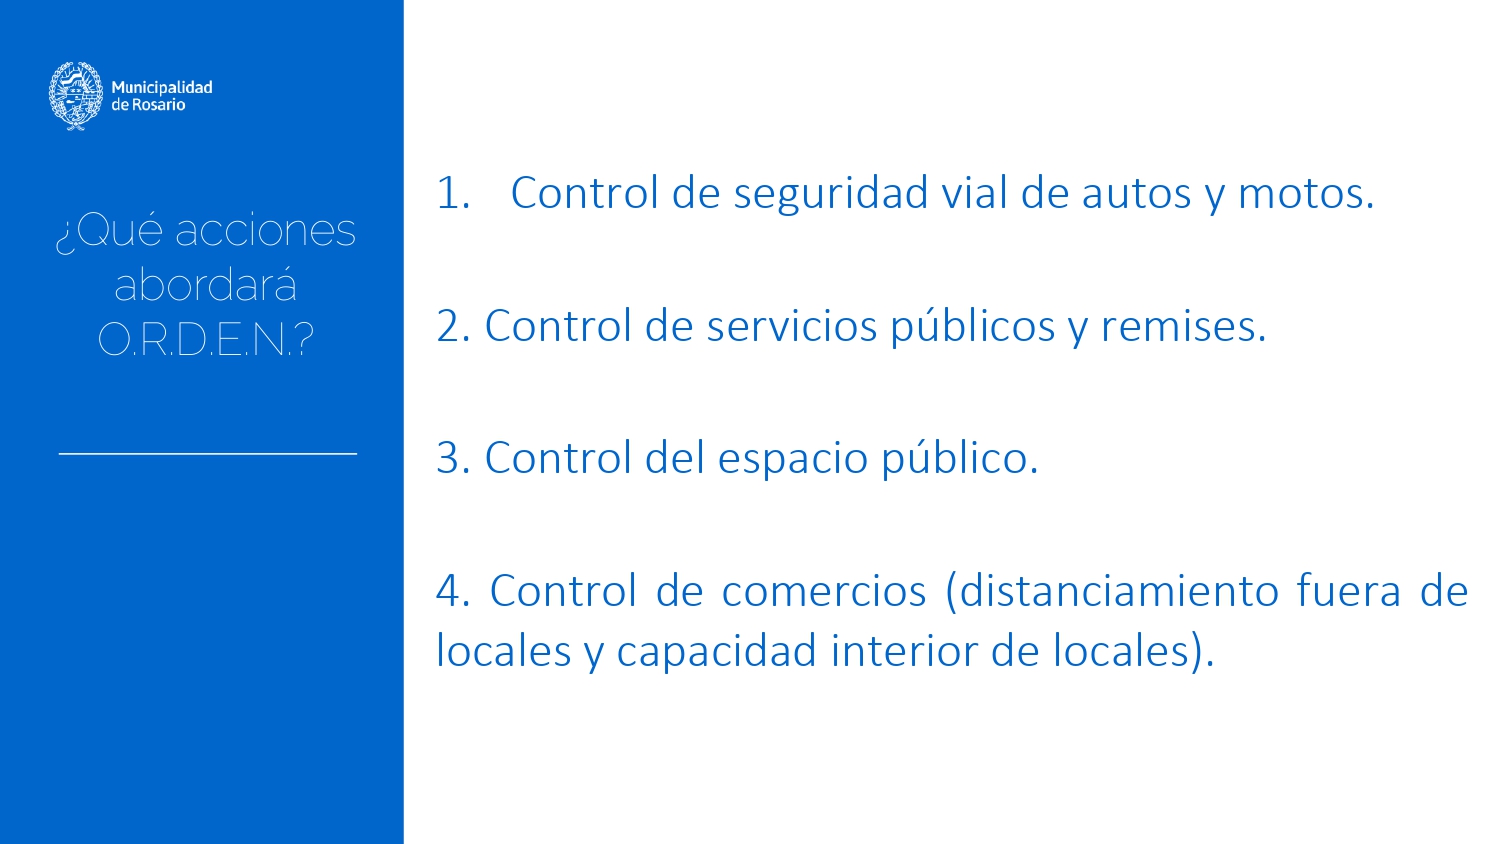 Municipalidad
de Rosario
¿Qué acciones
abordará
O.R.D.E.N.?
1. Control de seguridad vial de autos y motos.
2. Control de servicios públicos y remises.
3. Control del espacio público.
4. Control de comercios (distanciamiento fuera de
locales y capacidad interior de locales).